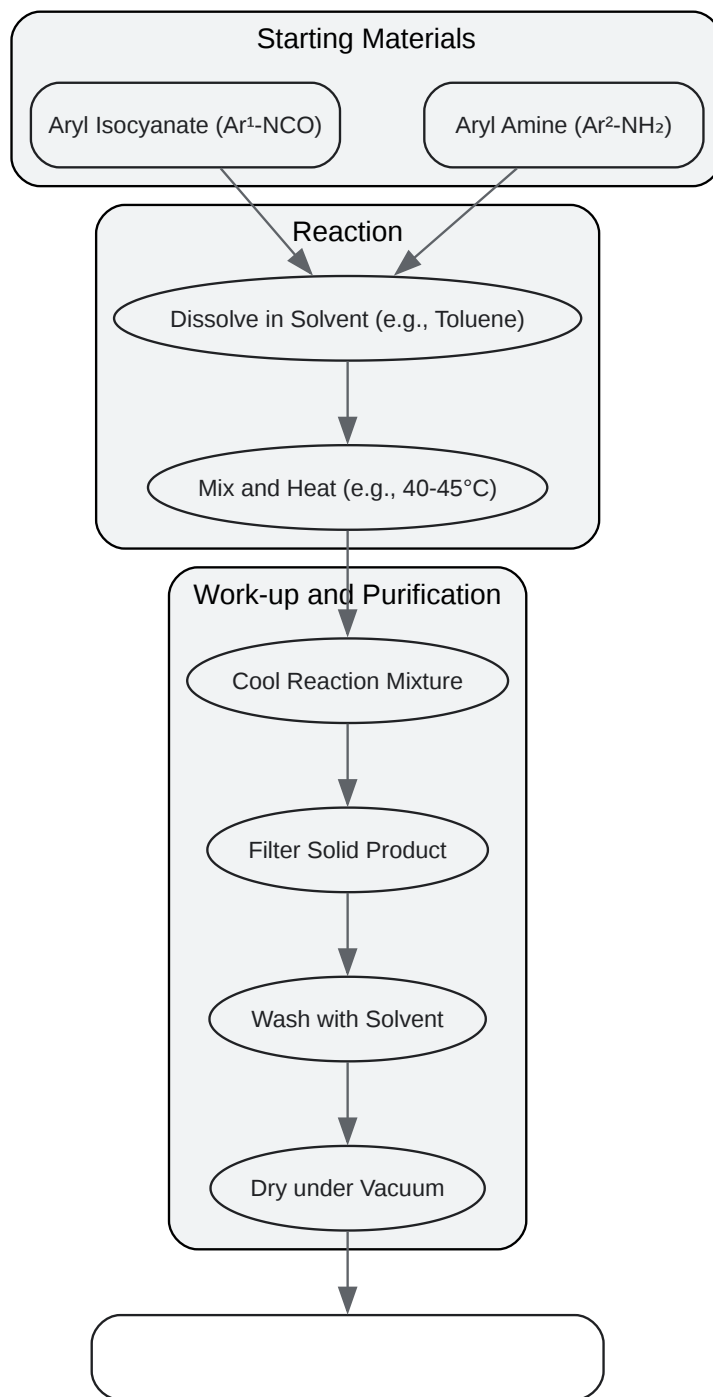 Starting Materials
Aryl Isocyanate (Ar¹-NCO)
Aryl Amine (Ar²-NH₂)
Reaction
Dissolve in Solvent (e.g., Toluene)
Mix and Heat (e.g., 40-45°C)
Work-up and Purification
Cool Reaction Mixture
Filter Solid Product
Wash with Solvent
Dry under Vacuum